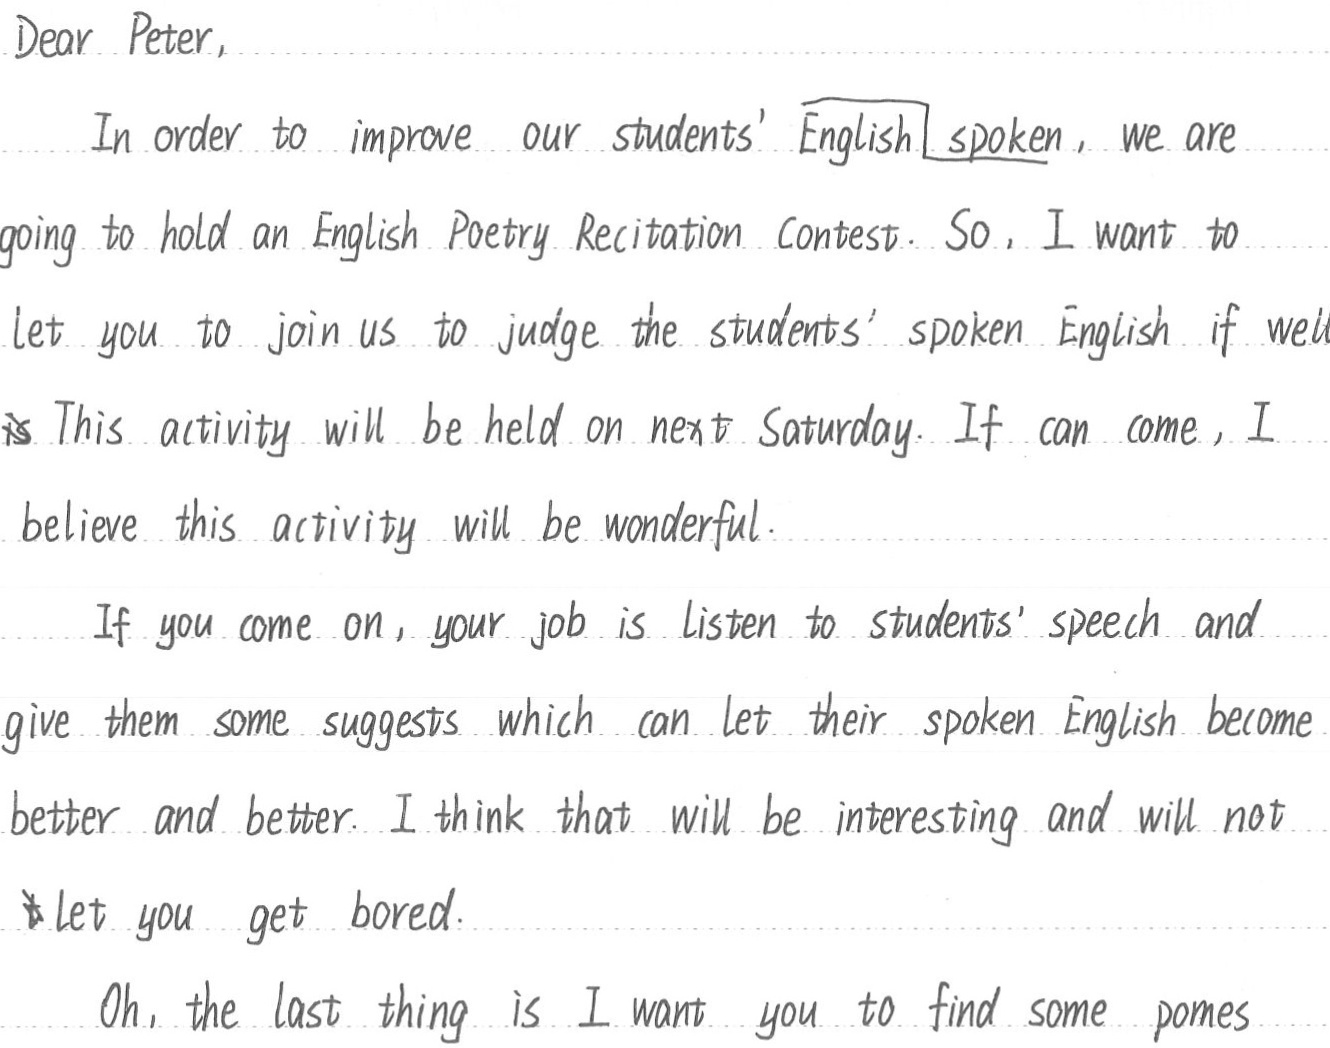 Dear Peter,
In order to improve our students' English spoken, we are
going to hold an English Poetry Recitation Contest. So, I want to
let you to join us to judge the students' spoken English if well
This activity will be held on next Saturday. If can come, I
believe this activity will be wonderful.
If you come on, your job is listen to students' speech and
give them some suggests which can let their spoken English become
better and better. I think that will be interesting and will not
let you get bored.
Oh, the last thing is I want you to find some pomes